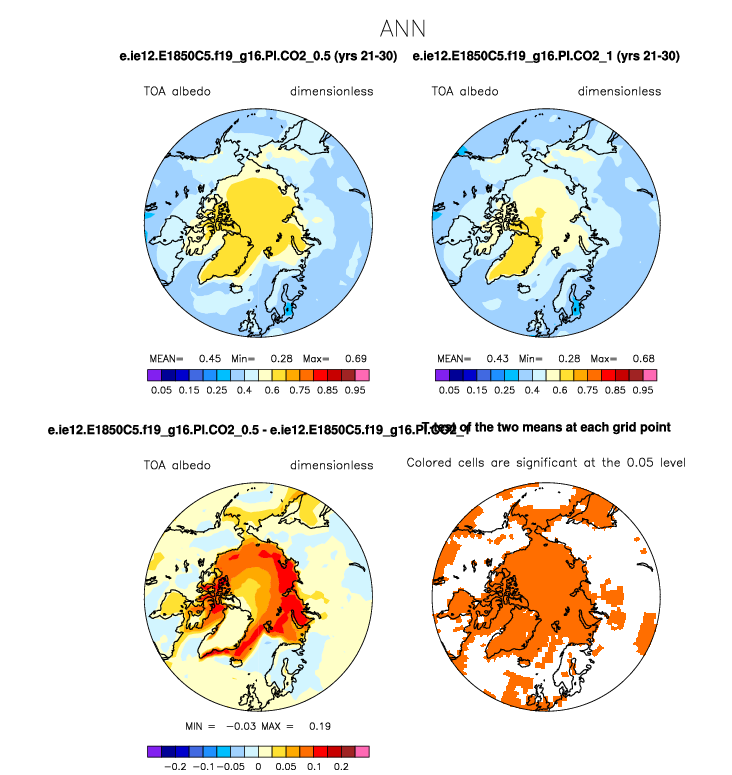 ANN
e.ie12.E1850C5.f19_g16.PI.CO2_0.5 (yrs 21-30) e.ie12.E1850C5.f19_g16.PI.CO2_1 (yrs 21-30)
TOA albedo dimensionless TOA albedo dimensionless
MEAN= 0.45 Min= 0.28 Max= 0.69 MEAN= 0.43 Min= 0.28 Max= 0.68
0.05 0.15 0.25 0.4 0.6 0.75 0.85 0.95 0.05 0.15 0.25 0.4 0.6 0.75 0.85 0.95
e.ie12.E1850C5.f19_g16.PI.CO2_0.5 - e.ie12.E1850C5.f19_g16.PI.CO2_1 T-test of the two means at each grid point
TOA albedo dimensionless Colored cells are significant at the 0.05 level
MIN = -0.03 MAX = 0.19
-0.2 -0.1 -0.05 0 0.05 0.1 0.2